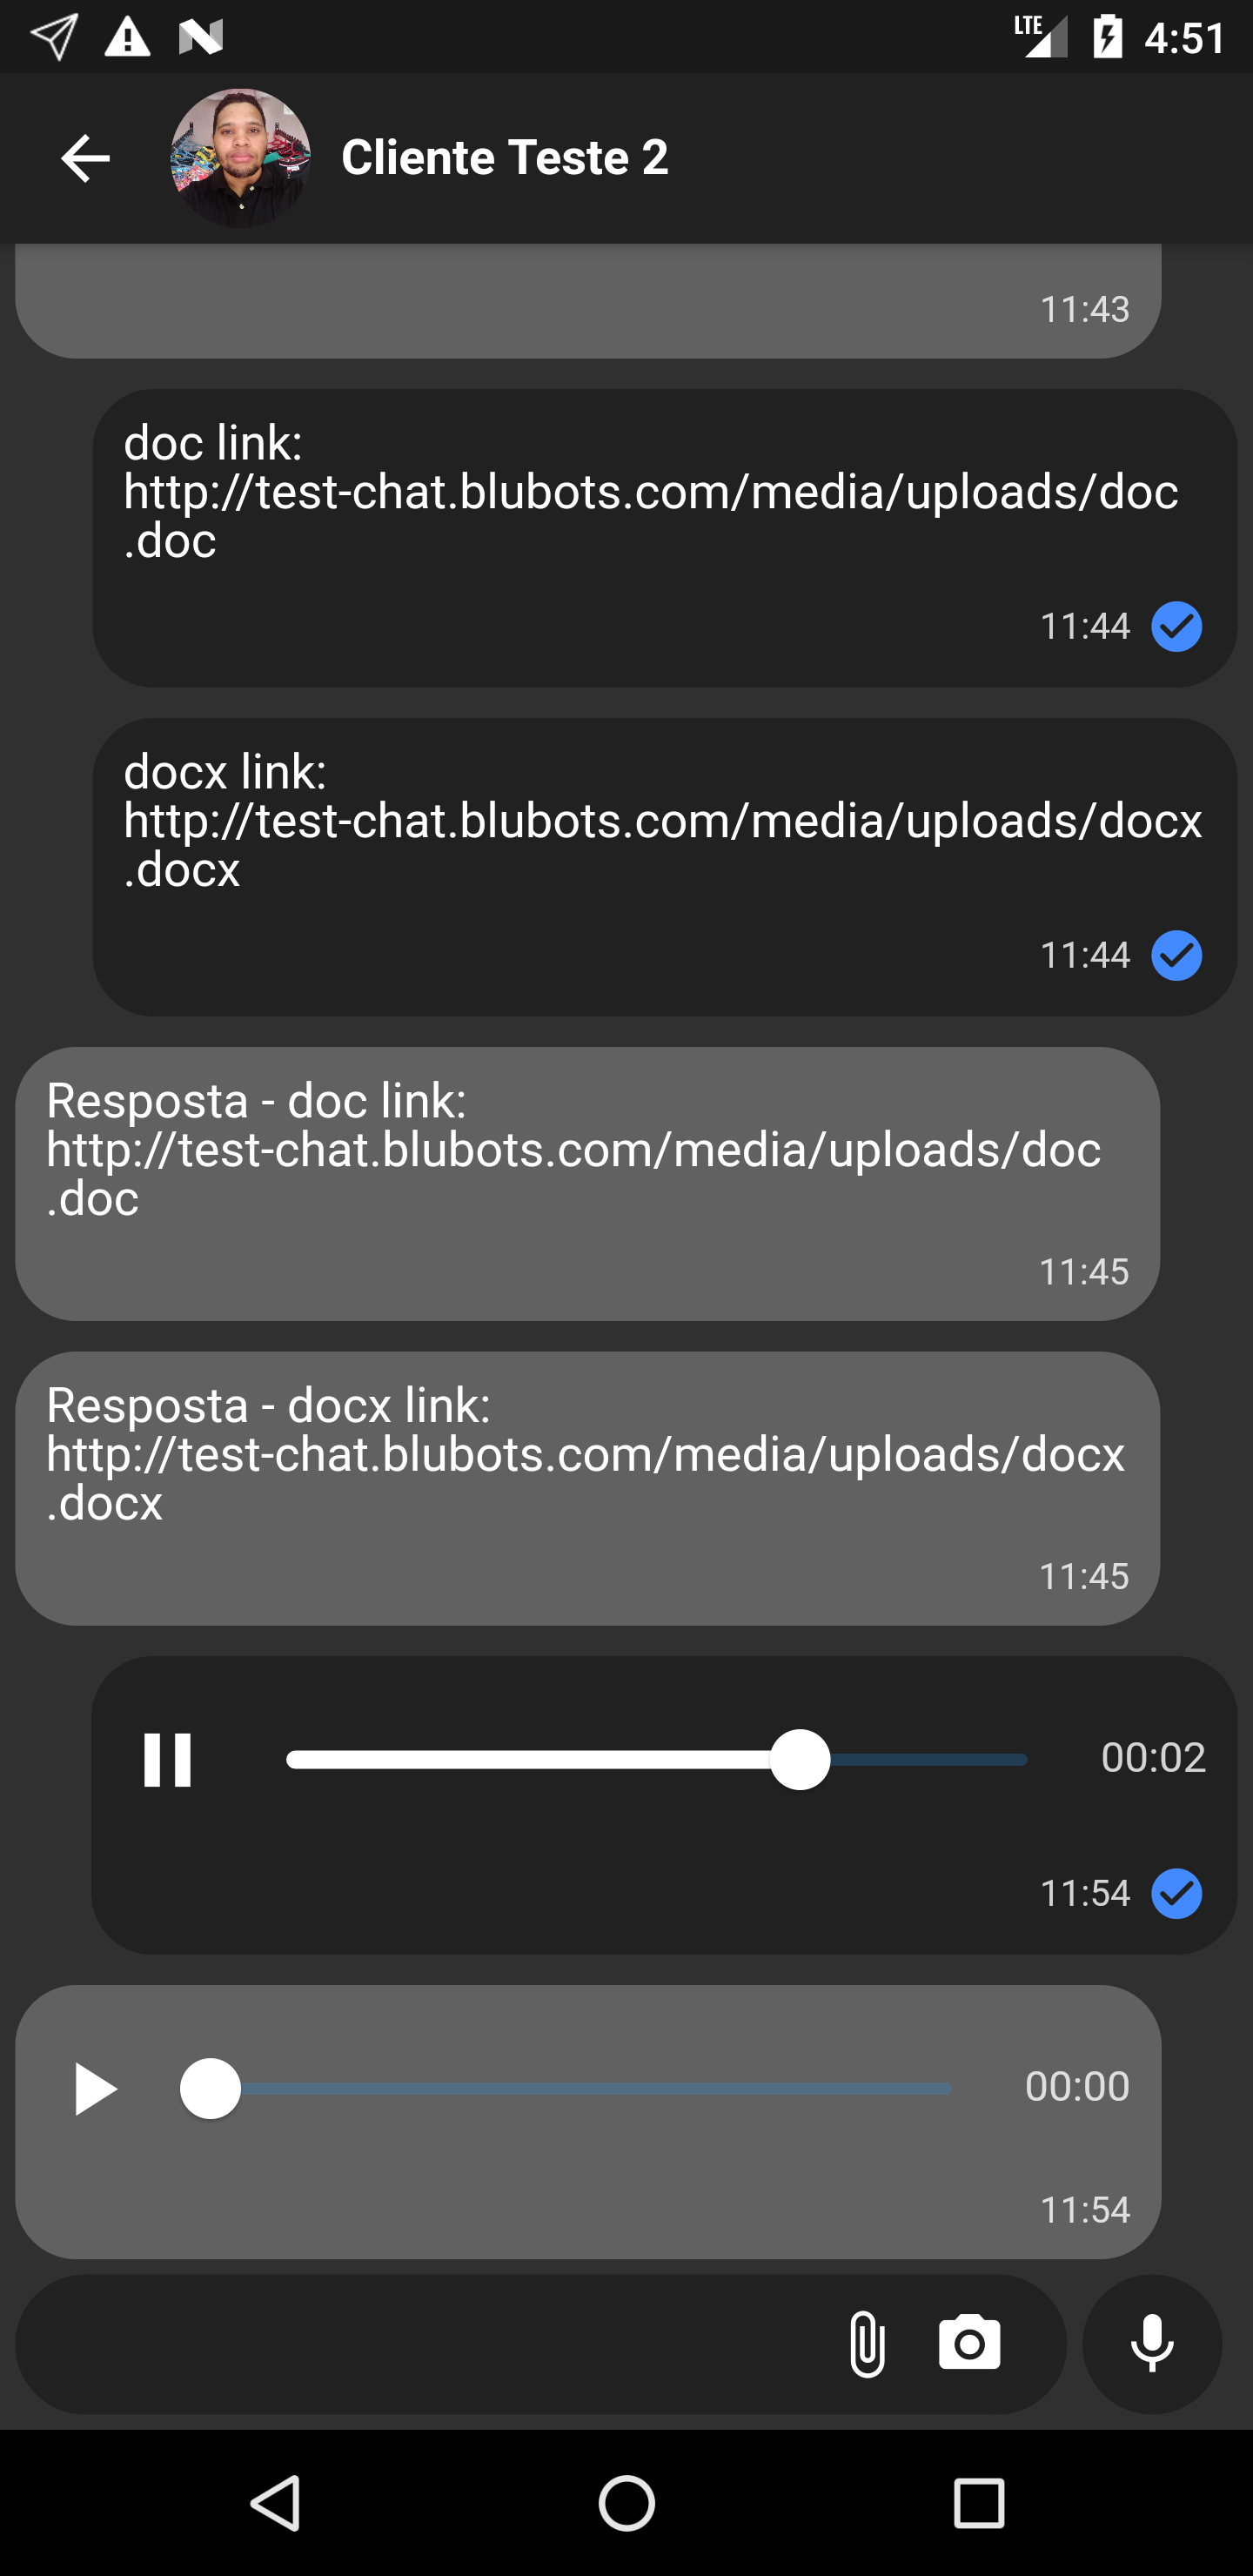 LTE 4:51
Cliente Teste 2
11:43
doc link:
http://test-chat.blubots.com/media/uploads/doc
.doc
11:44
docx link:
http://test-chat.blubots.com/media/uploads/docx
.docx
11:44
Resposta - doc link:
http://test-chat.blubots.com/media/uploads/doc
.doc
11:45
Resposta - docx link:
http://test-chat.blubots.com/media/uploads/docx
.docx
11:45
00:02
11:54
00:00
11:54